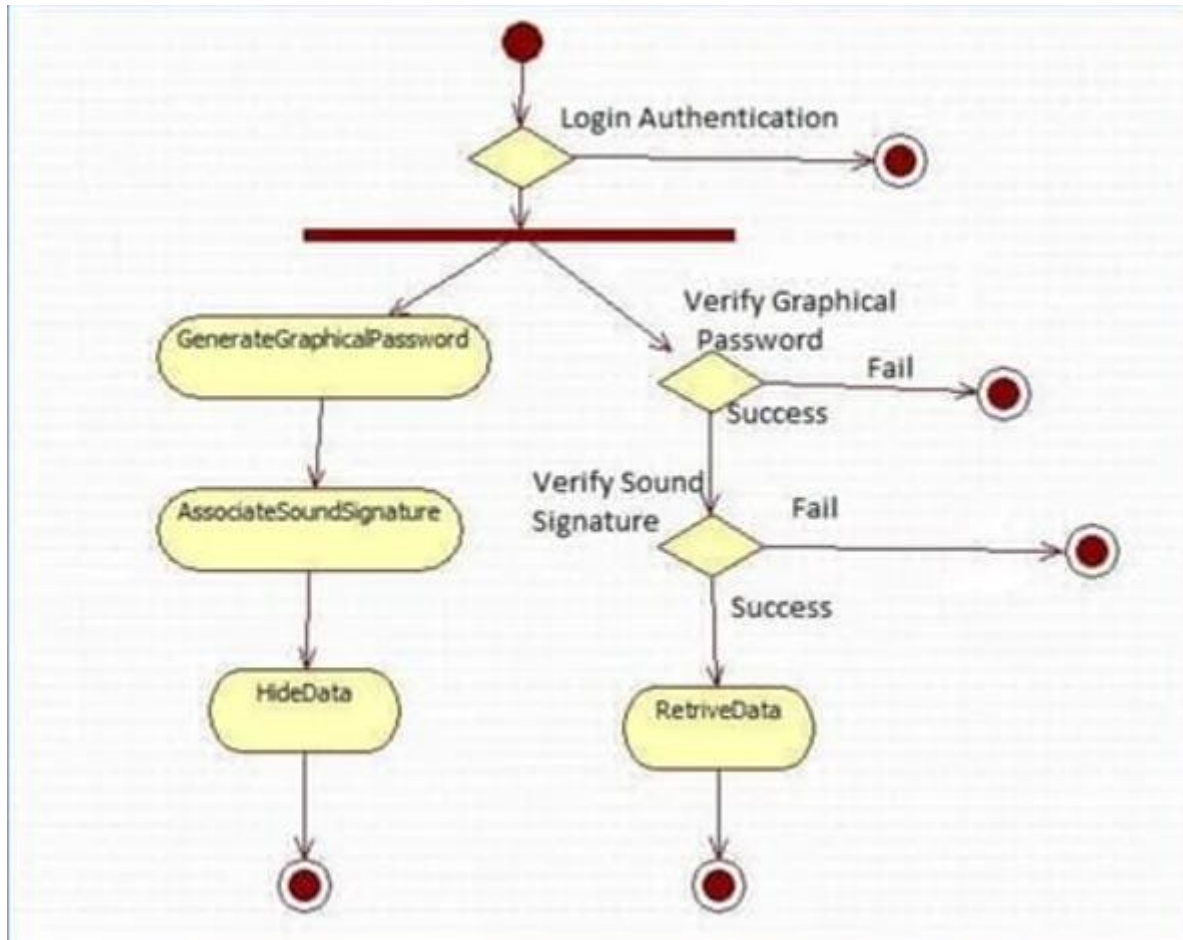 Login Authentication
Verify Graphical
Password
GenerateGraphicalPassword
Fail
Success
Verify Sound
Signature
Fail
AssociateSoundSignature
Success
HideData
RetriveData